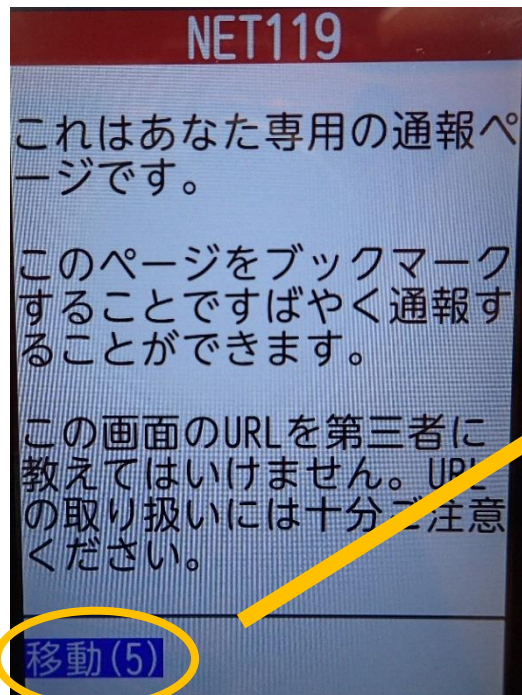 NET119
これはあなた専用の通報ペ
ージです。
このページをブックマーク
することですばやく通報す
ることができます。
この画面のURLを第三者に
教えてはいけません。URL
の取り扱いには十分ご注意
ください。
移動(5)